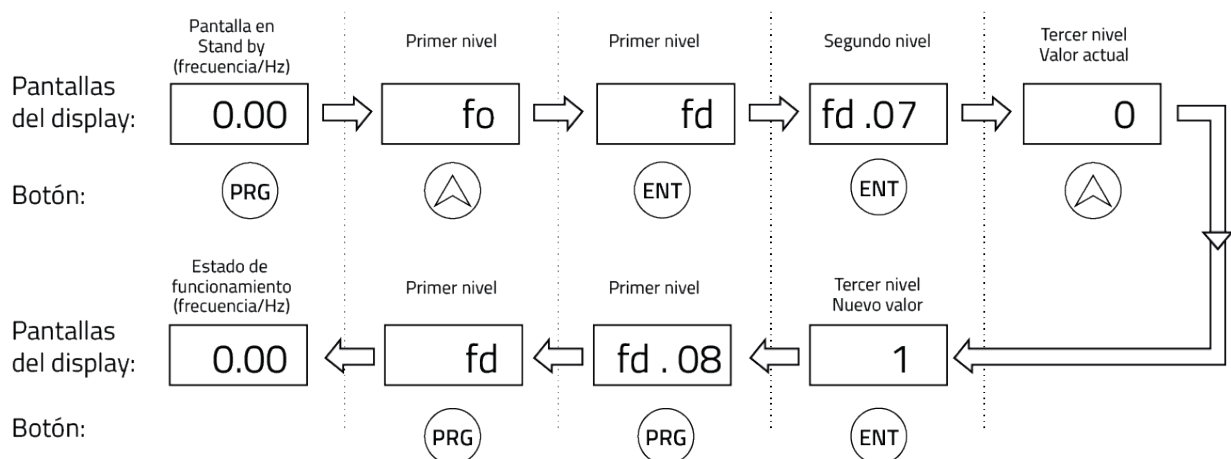 Pantalla en
Stand by
(frecuencia/Hz)
Primer nivel
Primer nivel
Segundo nivel
Tercer nivel
Valor actual
Pantallas
del display:
0.00
fo
fd
fd .07
0
Botón:
PRG
ENT
ENT
Estado de
funcionamiento
(frecuencia/Hz)
Primer nivel
Primer nivel
Tercer nivel
Nuevo valor
Pantallas
del display:
0.00
fd
fd . 08
1
Botón:
PRG
PRG
ENT